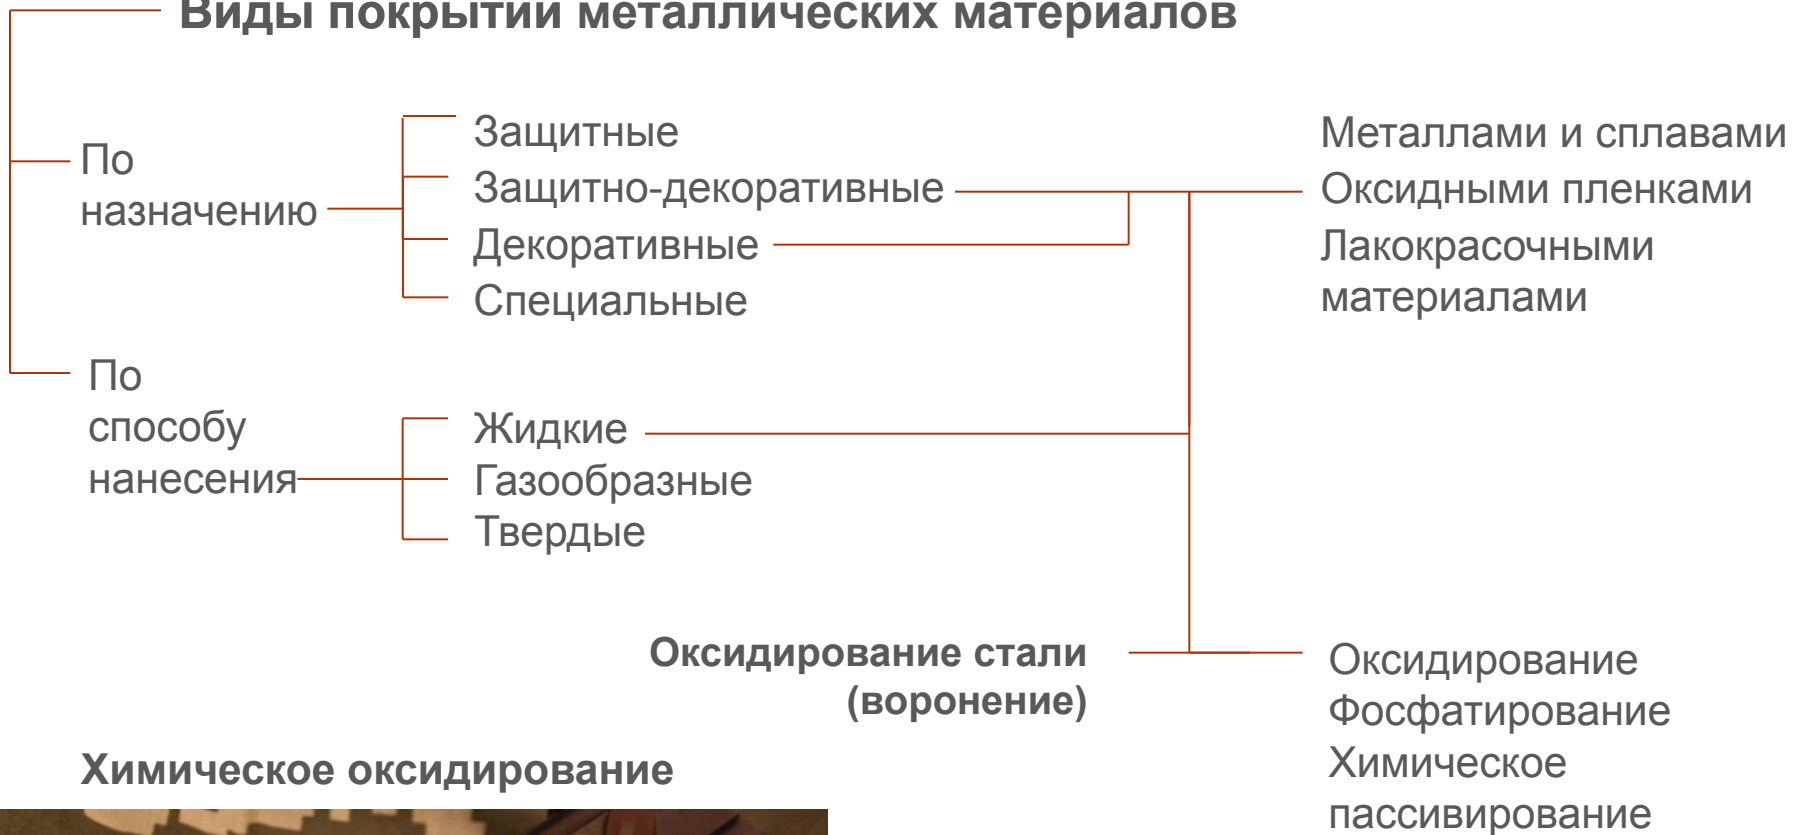 Виды покрытий металлических материалов
По
назначению
Защитные
Защитно-декоративные
Декоративные
Специальные
Металлами и сплавами
Оксидными пленками
Лакокрасочными
материалами
По
способу
нанесения
Жидкие
Газообразные
Твердые
Оксидирование стали
(воронение)
Оксидирование
Фосфатирование
Химическое
пассивирование
Химическое оксидирование